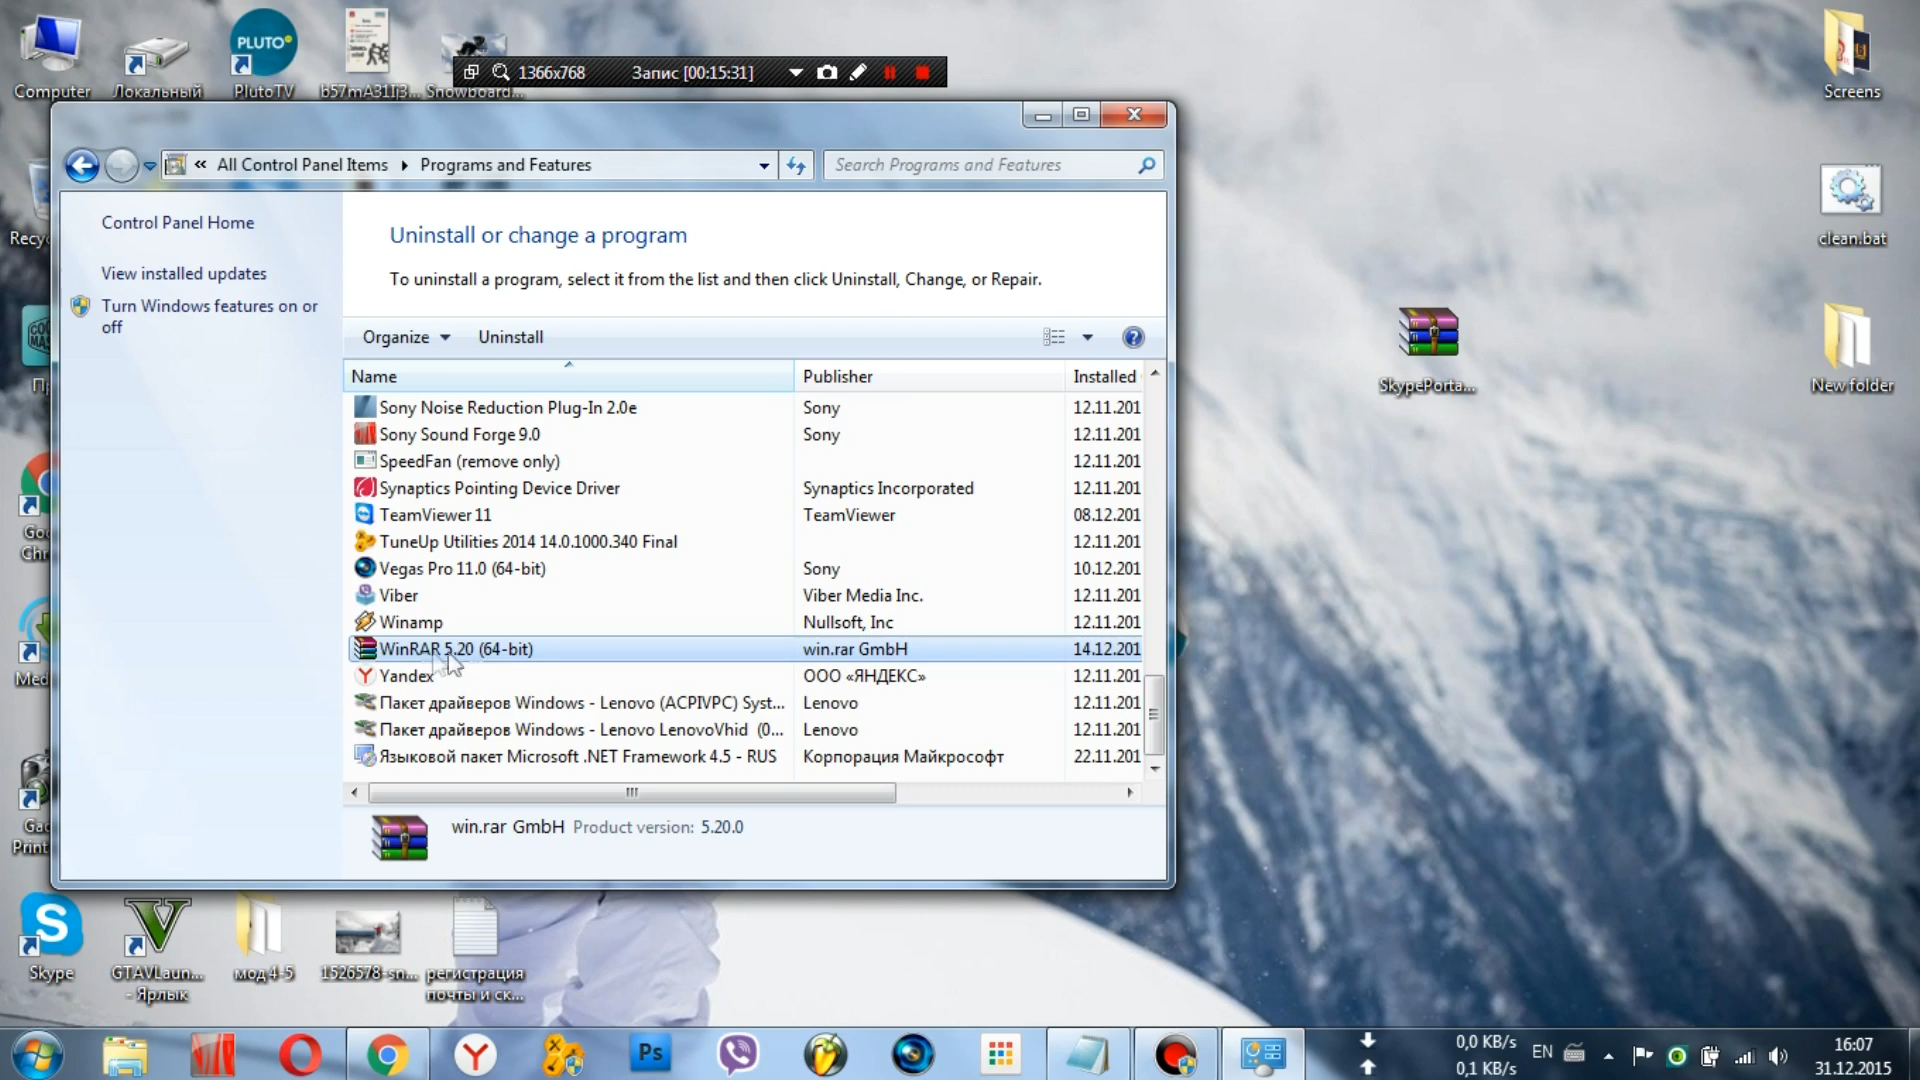 PLUTO
Computer
Локальный
PlutoTV
b57mA31Ij3...
Snowboard...
1366x768
Запис [00:15:31]
Screens
« All Control Panel Items
Programs and Features
Search Programs and Features
Control Panel Home
View installed updates
Turn Windows features on or
off
Uninstall or change a program
To uninstall a program, select it from the list and then click Uninstall, Change, or Repair.
Organize
Uninstall
Name
Publisher
Installed
Sony Noise Reduction Plug-In 2.0e
Sony
12.11.201
Sony Sound Forge 9.0
Sony
12.11.201
SpeedFan (remove only)
12.11.201
Synaptics Pointing Device Driver
Synaptics Incorporated
12.11.201
TeamViewer 11
TeamViewer
08.12.201
TuneUp Utilities 2014 14.0.1000.340 Final
12.11.201
Vegas Pro 11.0 (64-bit)
Sony
10.12.201
Viber
Viber Media Inc.
12.11.201
Winamp
Nullsoft, Inc
12.11.201
WinRAR 5.20 (64-bit)
win.rar GmbH
14.12.201
Yandex
ООО «ЯНДЕКС»
12.11.201
Пакет драйверов Windows - Lenovo (ACPIVPC) Syst...
Lenovo
12.11.201
Пакет драйверов Windows - Lenovo LenovoVhid (0...
Lenovo
12.11.201
Языковой пакет Microsoft .NET Framework 4.5 - RUS
Корпорация Майкрософт
22.11.201
win.rar GmbH Product version: 5.20.0
clean.bat
SkypePorta...
New folder
Recy
Goo
Chr
Med
Gad
Print
Skype
GTAVLaun...
- Ярлык
мод 4-5
1526578-sn...
регистрация
почты и ск...
Ps
0,0 KB/s
0,1 KB/s
EN
16:07
31.12.2015